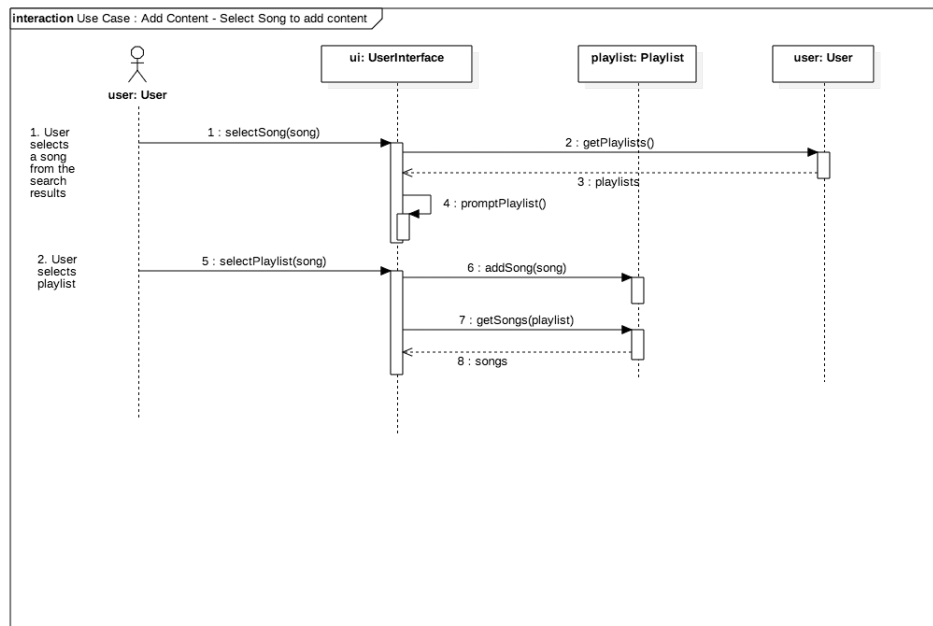 interaction Use Case : Add Content - Select Song to add content
user: User
ui: UserInterface
playlist: Playlist
user: User
1. User
selects
a song
from the
search
results
1 : selectSong(song)
2 : getPlaylists()
3 : playlists
4 : promptPlaylist()
2. User
selects
playlist
5 : selectPlaylist(song)
6 : addSong(song)
7 : getSongs(playlist)
8 : songs